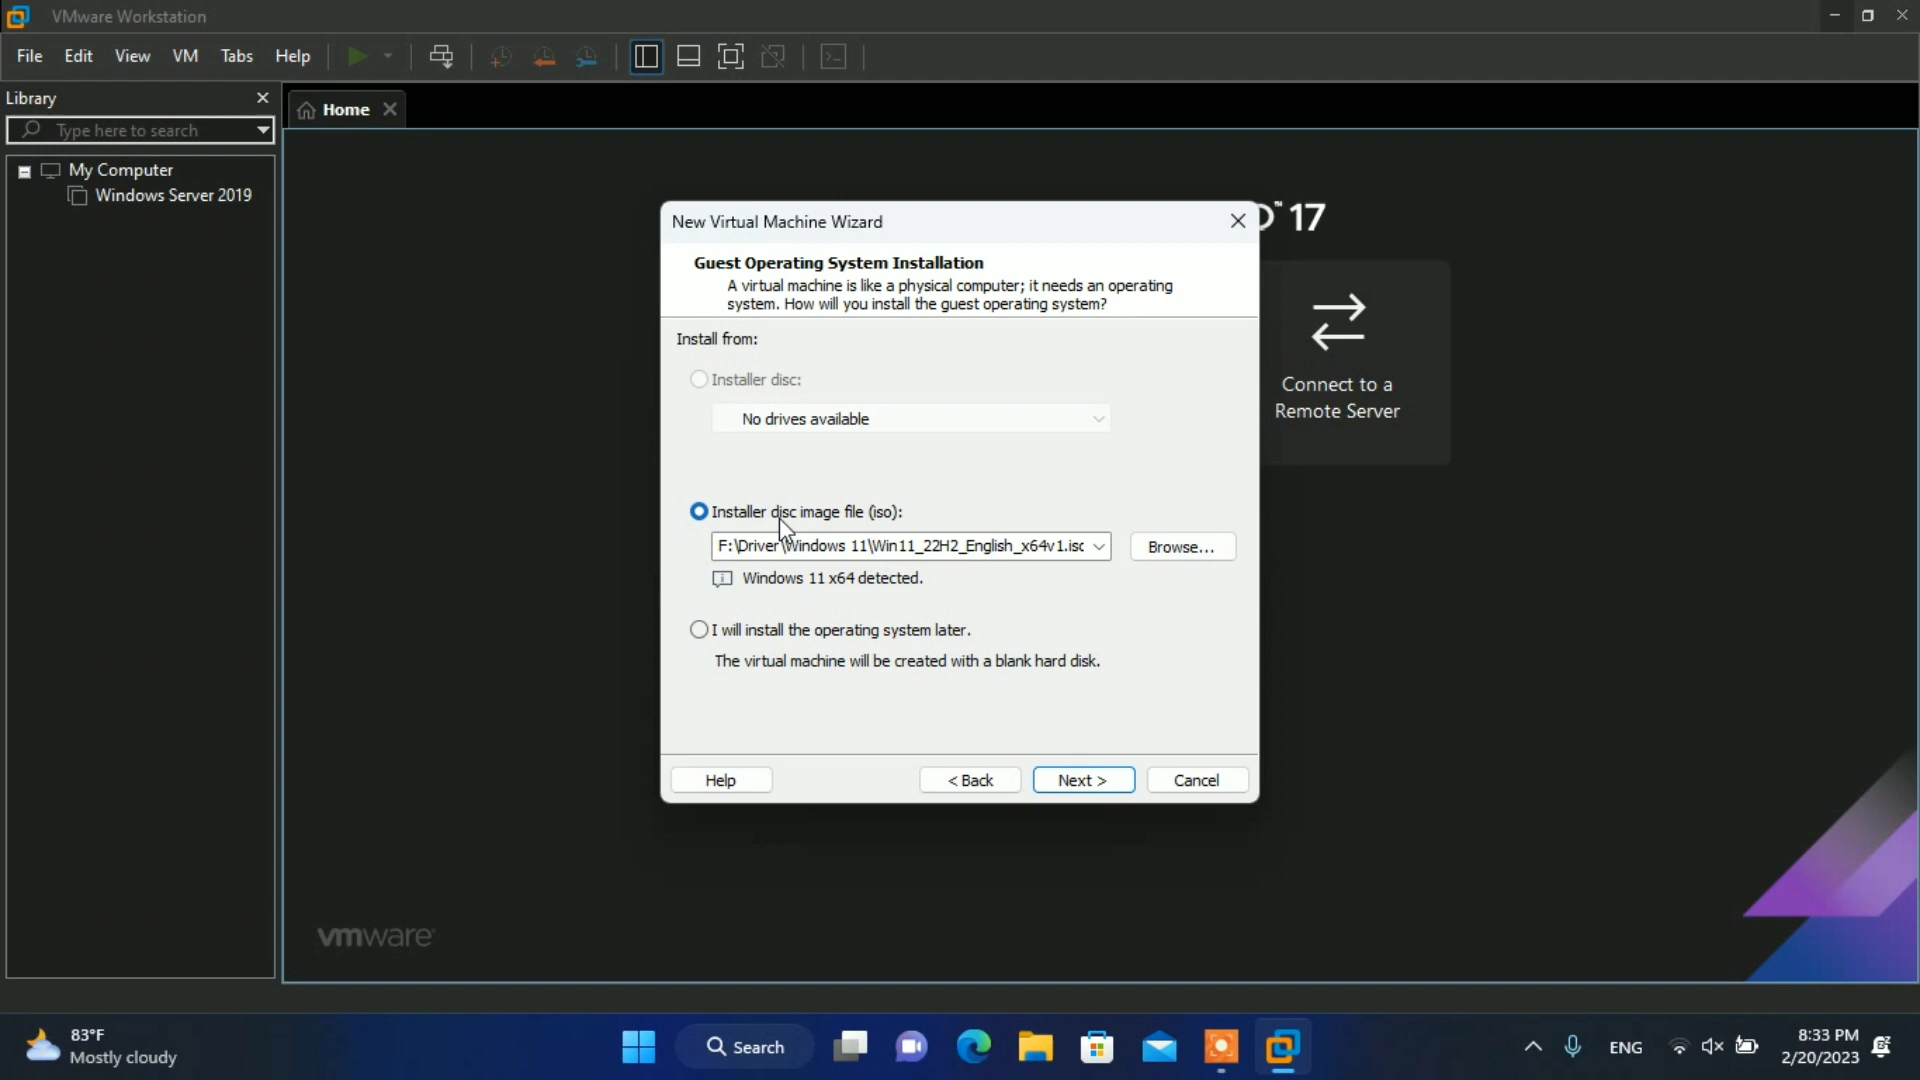 VMware Workstation
File Edit View VM Tabs Help
Library
Type here to search
Home
My Computer
Windows Server 2019
17
Connect to a
Remote Server
New Virtual Machine Wizard
Guest Operating System Installation
A virtual machine is like a physical computer; it needs an operating
system. How will you install the guest operating system?
Install from:
Installer disc:
No drives available
Installer disc image file (iso):
F:\Driver\Windows 11\Win11_22H2_English_x64v1.iso
Browse...
Windows 11 x64 detected.
I will install the operating system later.
The virtual machine will be created with a blank hard disk.
Help
< Back
Next >
Cancel
vmware
83°F
Mostly cloudy
Search
ENG
8:33 PM
2/20/2023